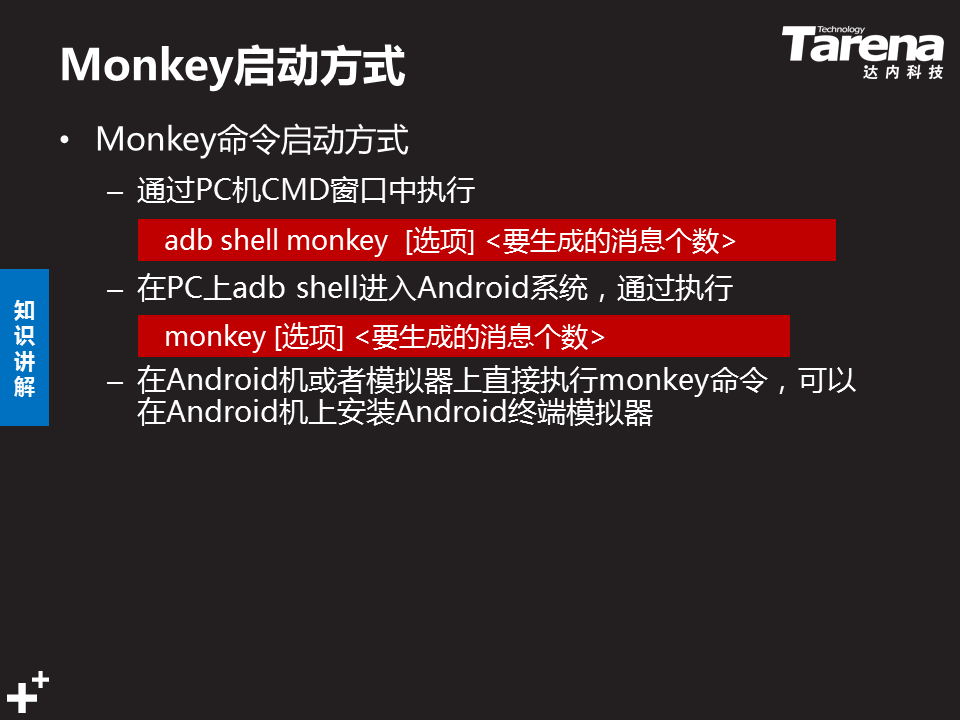 Monkey启动方式
Technology
Tarena
达内科技
• Monkey命令启动方式
– 通过PC机CMD窗口中执行
adb shell monkey [选项] <要生成的消息个数>
– 在PC上adb shell进入Android系统，通过执行
monkey [选项] <要生成的消息个数>
– 在Android机或者模拟器上直接执行monkey命令，可以
在Android机上安装Android终端模拟器
知
识
讲
解